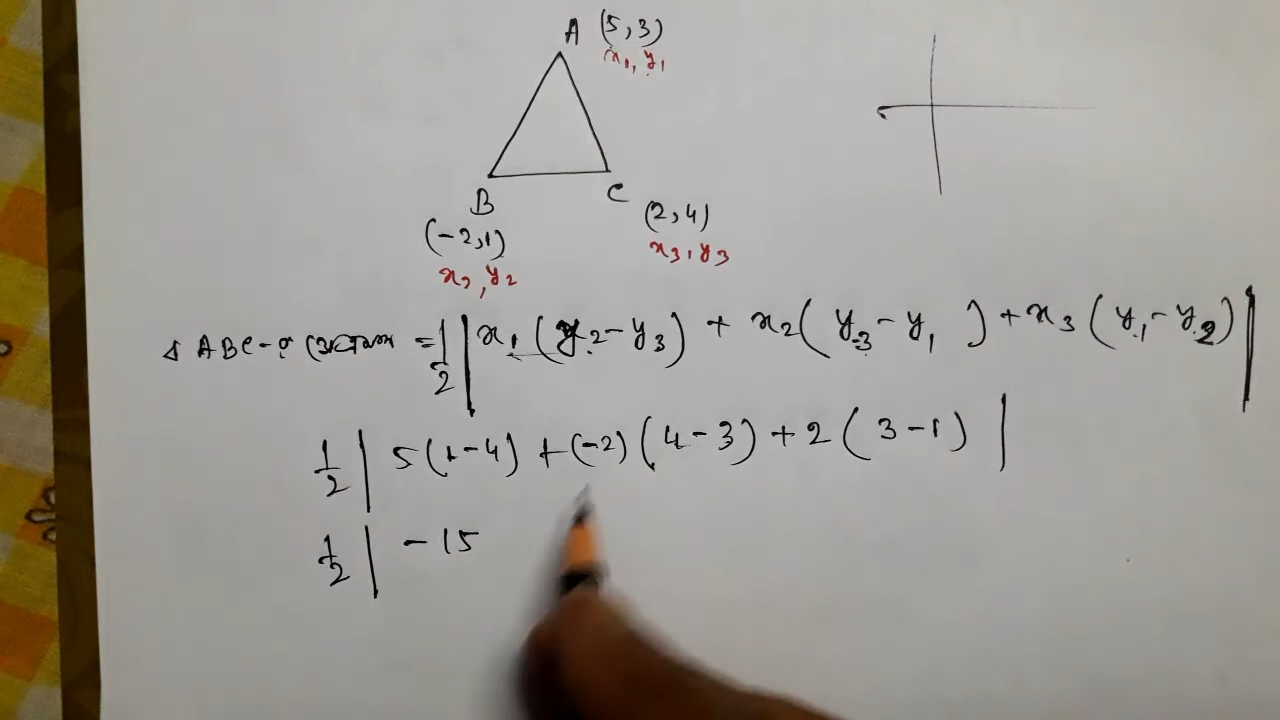 A (5,3)
x₁, y₁
B
C
(-2,1)
(2,4)
x₂, y₂
x₃, y₃
Δ ABC-এর ক্ষেত্রফল = 1/2 | x₁(y₂-y₃) + x₂(y₃-y₁) + x₃(y₁-y₂) |
1/2 | 5(1-4) + (-2)(4-3) + 2(3-1) |
1/2 | -15